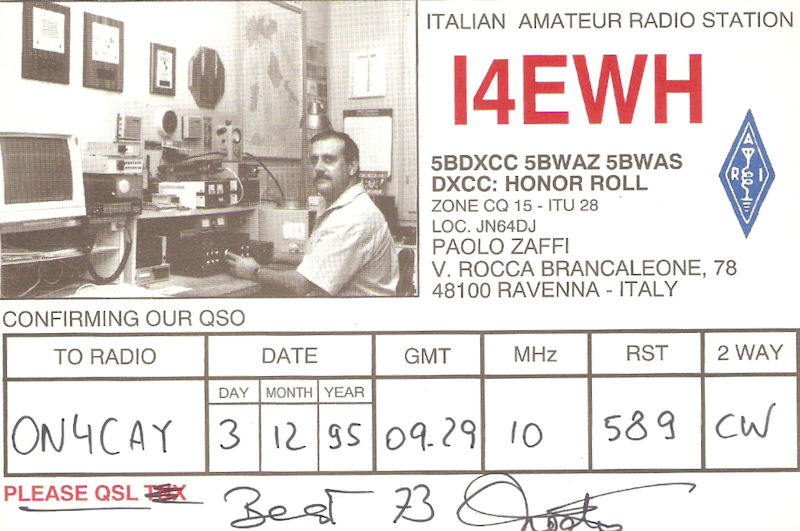 ITALIAN AMATEUR RADIO STATION
I4EWH
5BDXCC 5BWAZ 5BWAS
DXCC: HONOR ROLL
ZONE CQ 15 - ITU 28
LOC. JN64DJ
PAOLO ZAFFI
V. ROCCA BRANCALEONE, 78
48100 RAVENNA - ITALY
A
R I
CONFIRMING OUR QSO
TO RADIO DATE GMT MHz RST 2 WAY
DAY MONTH YEAR
ON4CAY 3 12 95 09.29 10 589 CW
PLEASE QSL TNX
Best 73